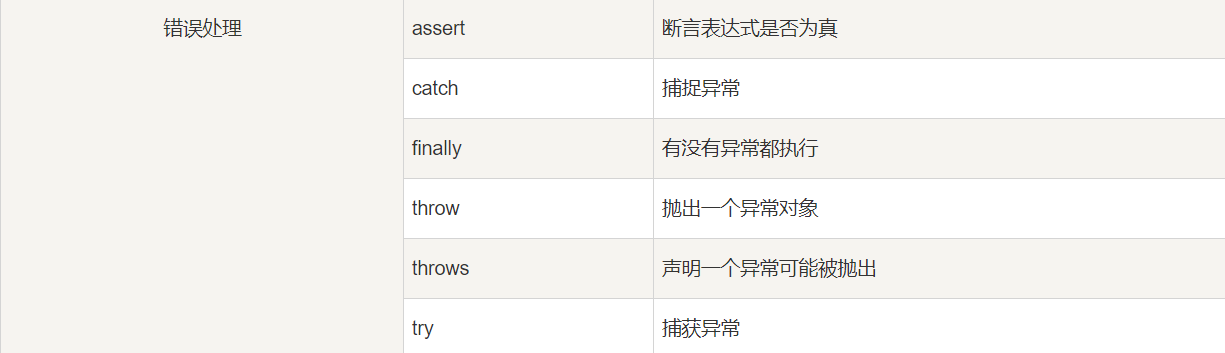 错误处理 assert 断言表达式是否为真
catch 捕捉异常
finally 有没有异常都执行
throw 抛出一个异常对象
throws 声明一个异常可能被抛出
try 捕获异常